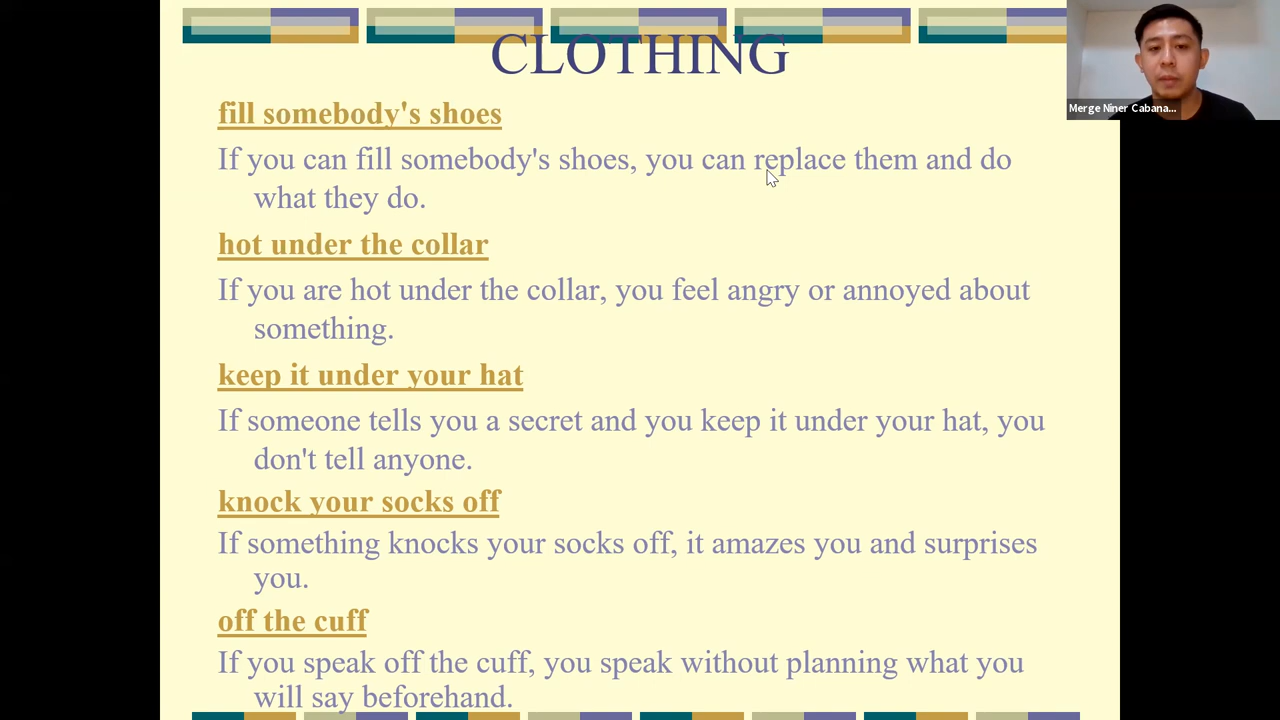 CLOTHING
Merge Niner Cabana...
fill somebody's shoes
If you can fill somebody's shoes, you can replace them and do
what they do.
hot under the collar
If you are hot under the collar, you feel angry or annoyed about
something.
keep it under your hat
If someone tells you a secret and you keep it under your hat, you
don't tell anyone.
knock your socks off
If something knocks your socks off, it amazes you and surprises
you.
off the cuff
If you speak off the cuff, you speak without planning what you
will say beforehand.